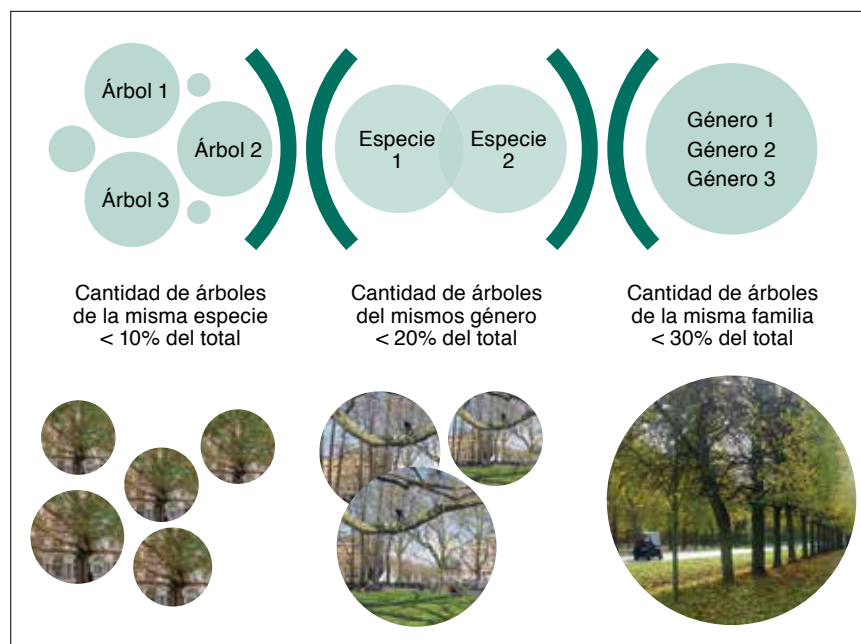 Árbol 1
Árbol 2
Árbol 3
Especie
1
Especie
2
Género 1
Género 2
Género 3
Cantidad de árboles
de la misma especie
< 10% del total
Cantidad de árboles
del mismos género
< 20% del total
Cantidad de árboles
de la misma familia
< 30% del total